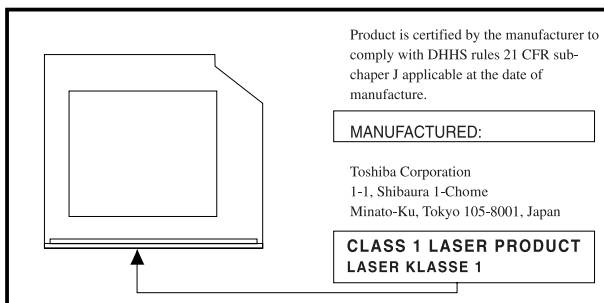 Product is certified by the manufacturer to
comply with DHHS rules 21 CFR sub-
chaper J applicable at the date of
manufacture.
MANUFACTURED:
Toshiba Corporation
1-1, Shibaura 1-Chome
Minato-Ku, Tokyo 105-8001, Japan
CLASS 1 LASER PRODUCT
LASER KLASSE 1